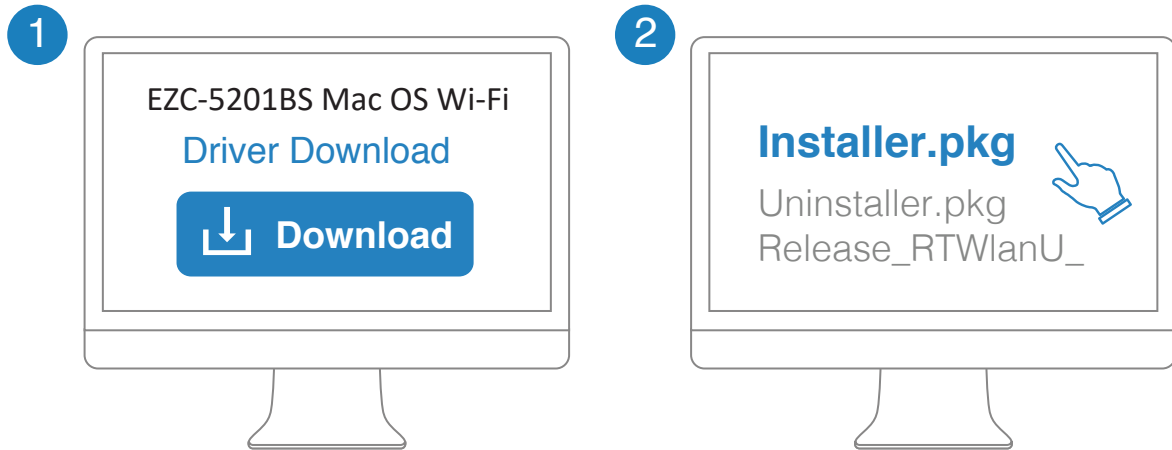 1
EZC-5201BS Mac OS Wi-Fi
Driver Download
Download
2
Installer.pkg
Uninstaller.pkg
Release_RTWlanU_